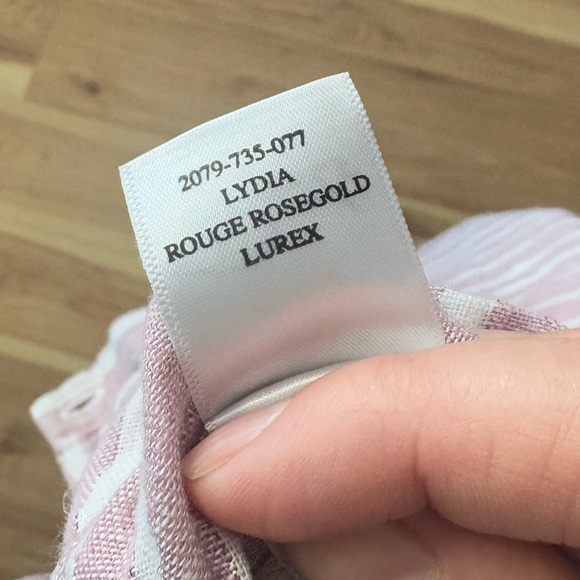 2079-735-077
LYDIA
ROUGE ROSEGOLD
LUREX